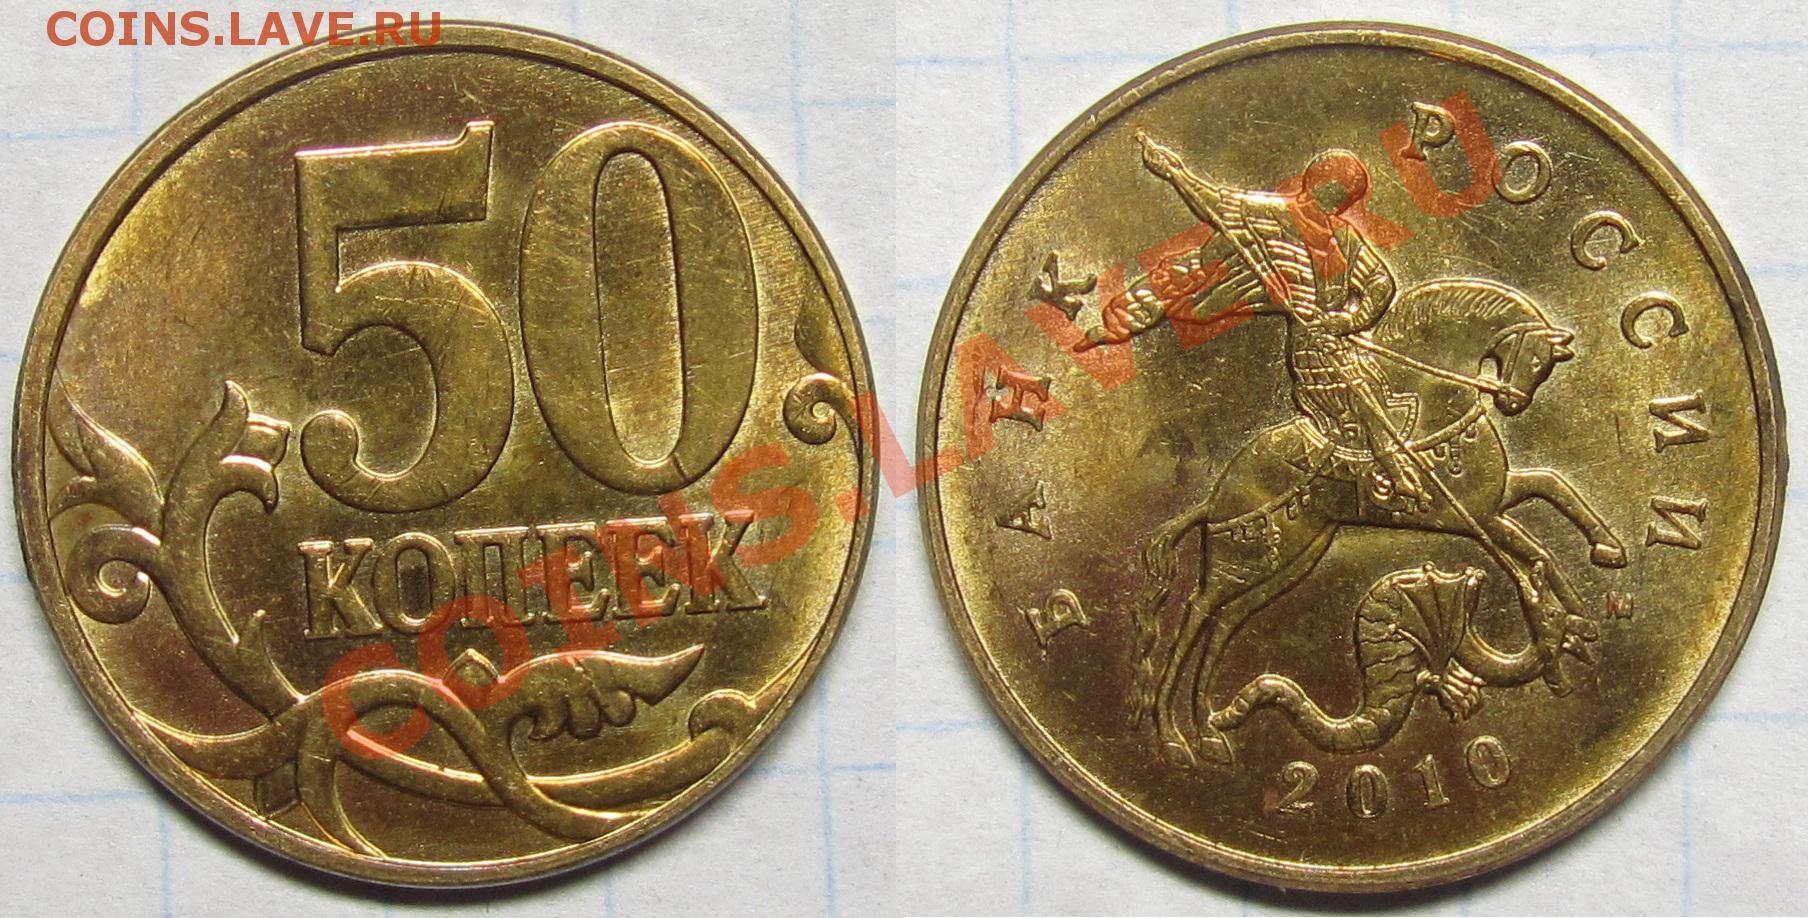 COINS.LAVE.RU
50
КОПЕЕК
БАНК РОССИИ
М
2010
COINS.LAVE.RU